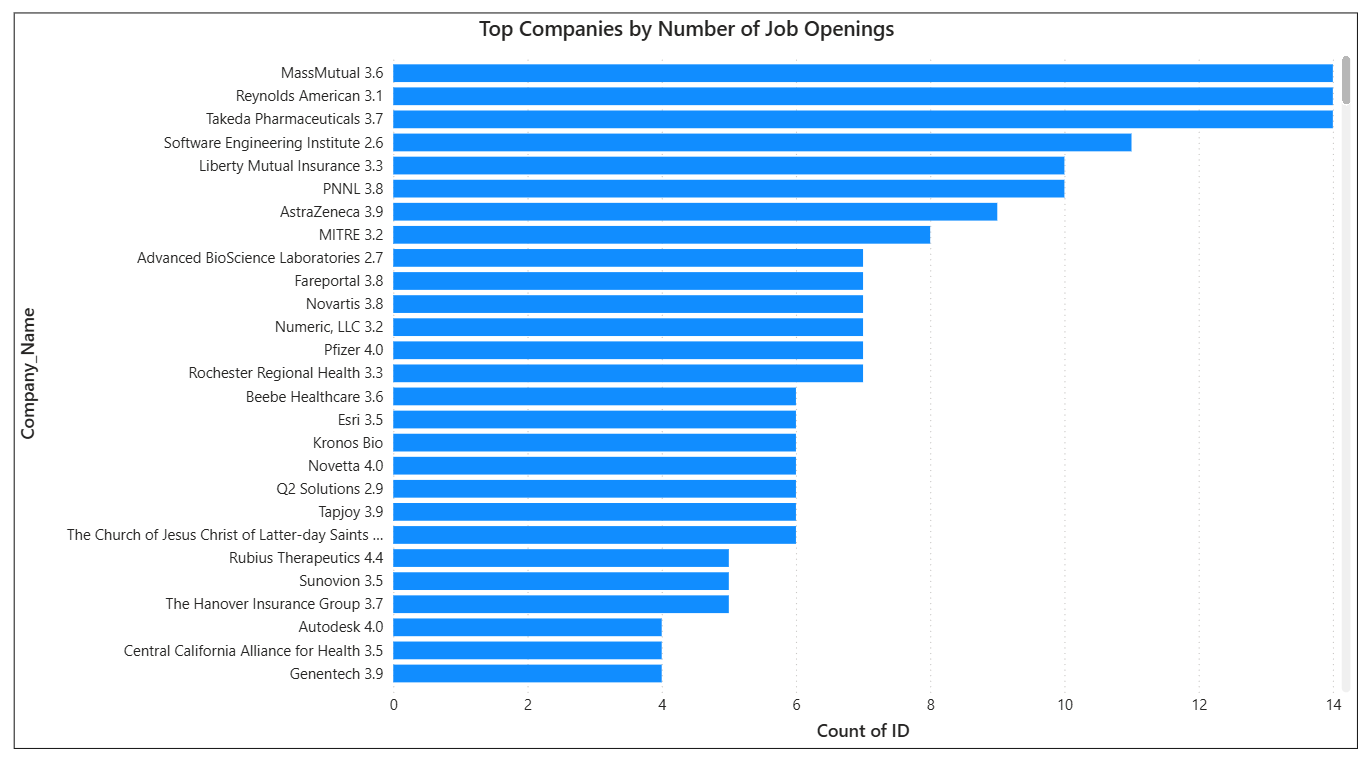 Top Companies by Number of Job Openings
MassMutual 3.6
Reynolds American 3.1
Takeda Pharmaceuticals 3.7
Software Engineering Institute 2.6
Liberty Mutual Insurance 3.3
PNNL 3.8
AstraZeneca 3.9
MITRE 3.2
Advanced BioScience Laboratories 2.7
Fareportal 3.8
Novartis 3.8
Numeric, LLC 3.2
Pfizer 4.0
Rochester Regional Health 3.3
Beebe Healthcare 3.6
Esri 3.5
Kronos Bio
Novetta 4.0
Q2 Solutions 2.9
Tapjoy 3.9
The Church of Jesus Christ of Latter-day Saints ...
Rubius Therapeutics 4.4
Sunovion 3.5
The Hanover Insurance Group 3.7
Autodesk 4.0
Central California Alliance for Health 3.5
Genentech 3.9
Company_Name
0 2 4 6 8 10 12 14
Count of ID